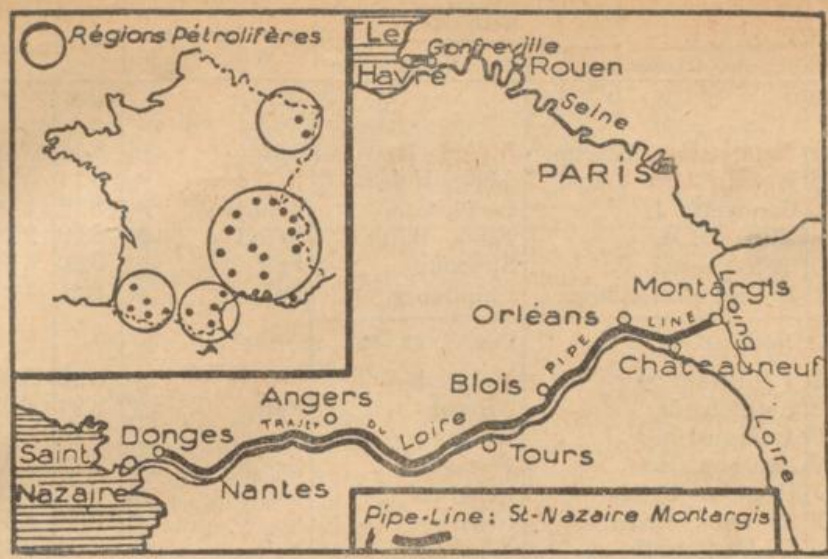 Régions Pétrolifères
Le
Havre
Gonfreville
Rouen
Seine
PARIS
Montargis
Loing
Orléans
PIPE LINE
Chateauneuf
Blois
Angers
TRAJET DU
Loire
Loire
Donges
Saint
Nazaire
Nantes
Tours
Pipe-Line: St-Nazaire Montargis